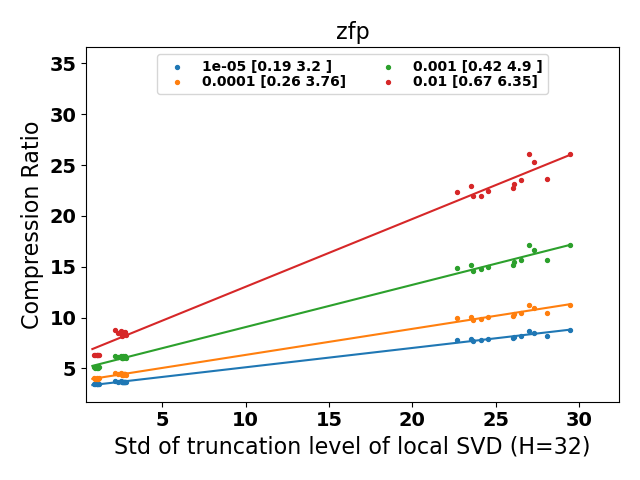 zfp
1e-05 [0.19 3.2 ]
0.0001 [0.26 3.76]
0.001 [0.42 4.9 ]
0.01 [0.67 6.35]
Compression Ratio
35
30
25
20
15
10
5
5 10 15 20 25 30
Std of truncation level of local SVD (H=32)